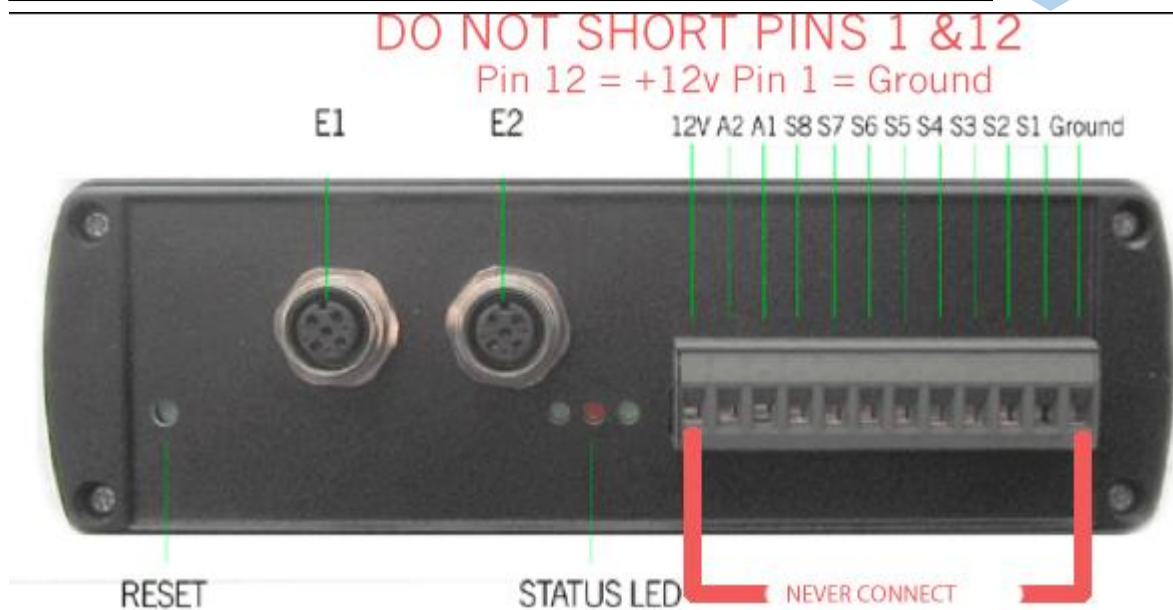 DO NOT SHORT PINS 1 &12
Pin 12 = +12v Pin 1 = Ground
E1 E2 12V A2 A1 S8 S7 S6 S5 S4 S3 S2 S1 Ground
RESET STATUS LED NEVER CONNECT